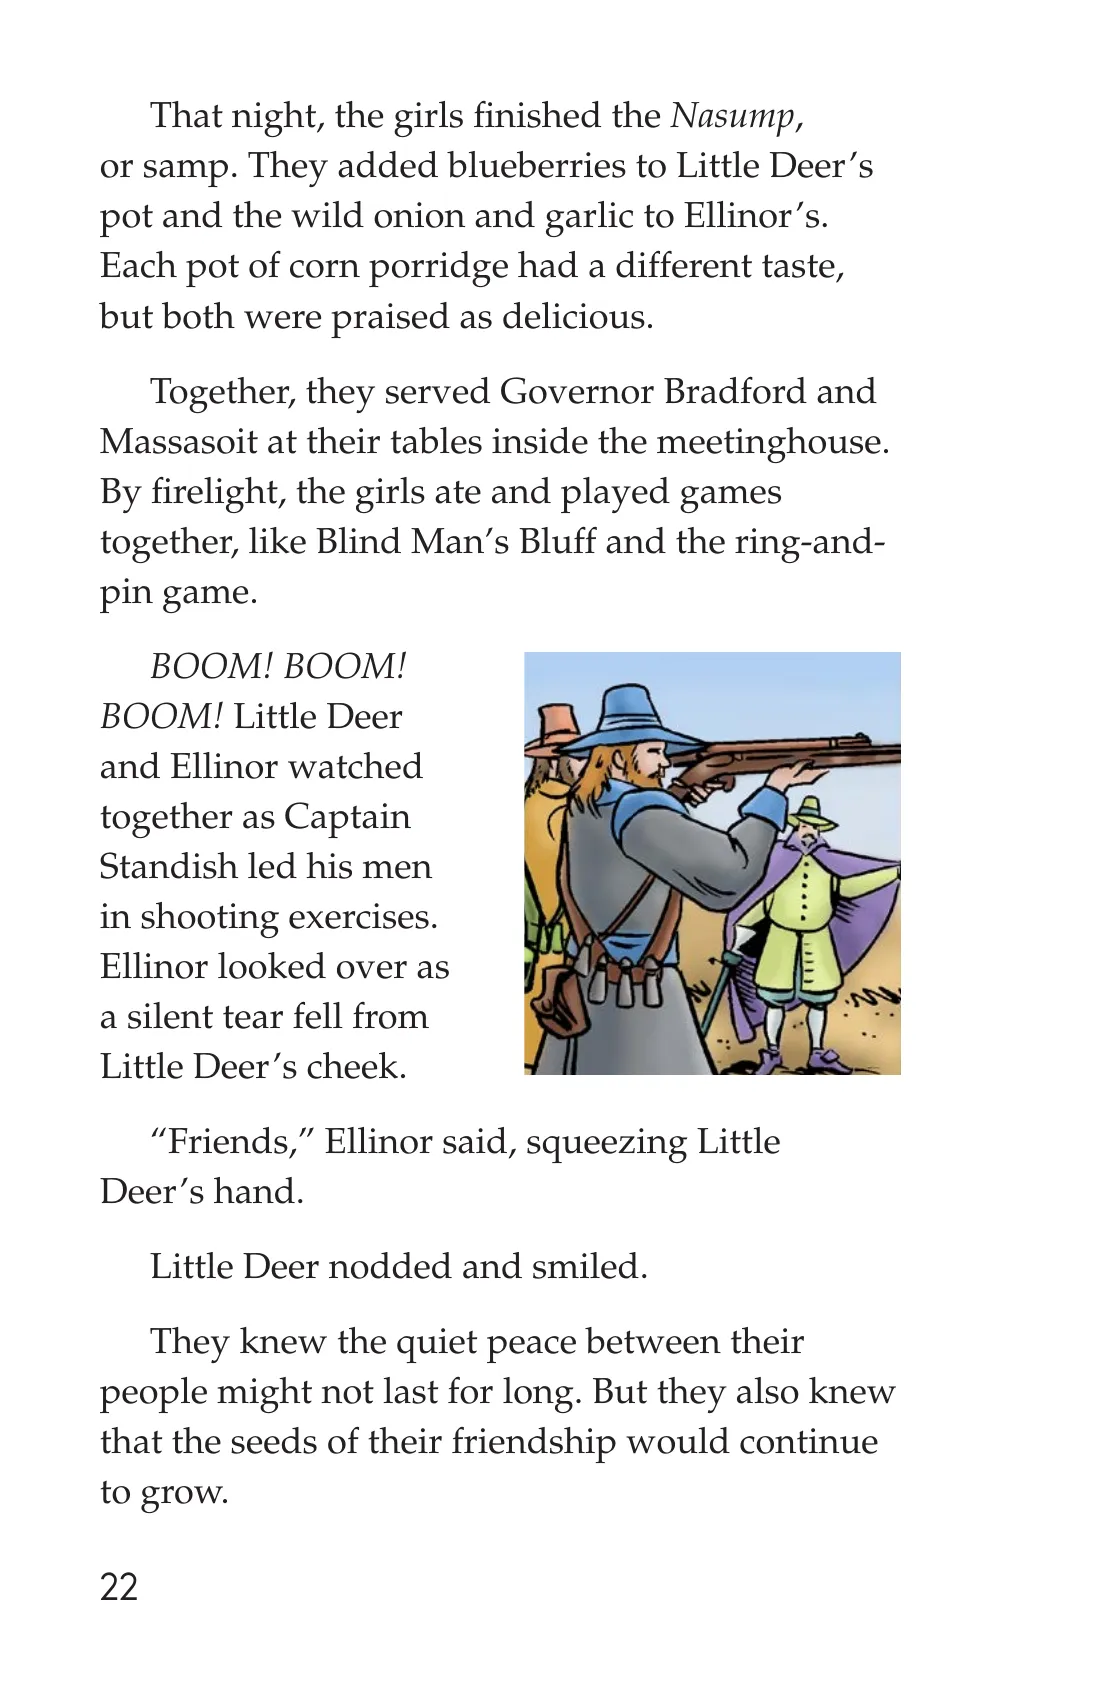 That night, the girls finished the Nasump,
or samp. They added blueberries to Little Deer’s
pot and the wild onion and garlic to Ellinor’s.
Each pot of corn porridge had a different taste,
but both were praised as delicious.
Together, they served Governor Bradford and
Massasoit at their tables inside the meetinghouse.
By firelight, the girls ate and played games
together, like Blind Man’s Bluff and the ring-and-
pin game.
BOOM! BOOM!
BOOM! Little Deer
and Ellinor watched
together as Captain
Standish led his men
in shooting exercises.
Ellinor looked over as
a silent tear fell from
Little Deer’s cheek.
“Friends,” Ellinor said, squeezing Little
Deer’s hand.
Little Deer nodded and smiled.
They knew the quiet peace between their
people might not last for long. But they also knew
that the seeds of their friendship would continue
to grow.
22